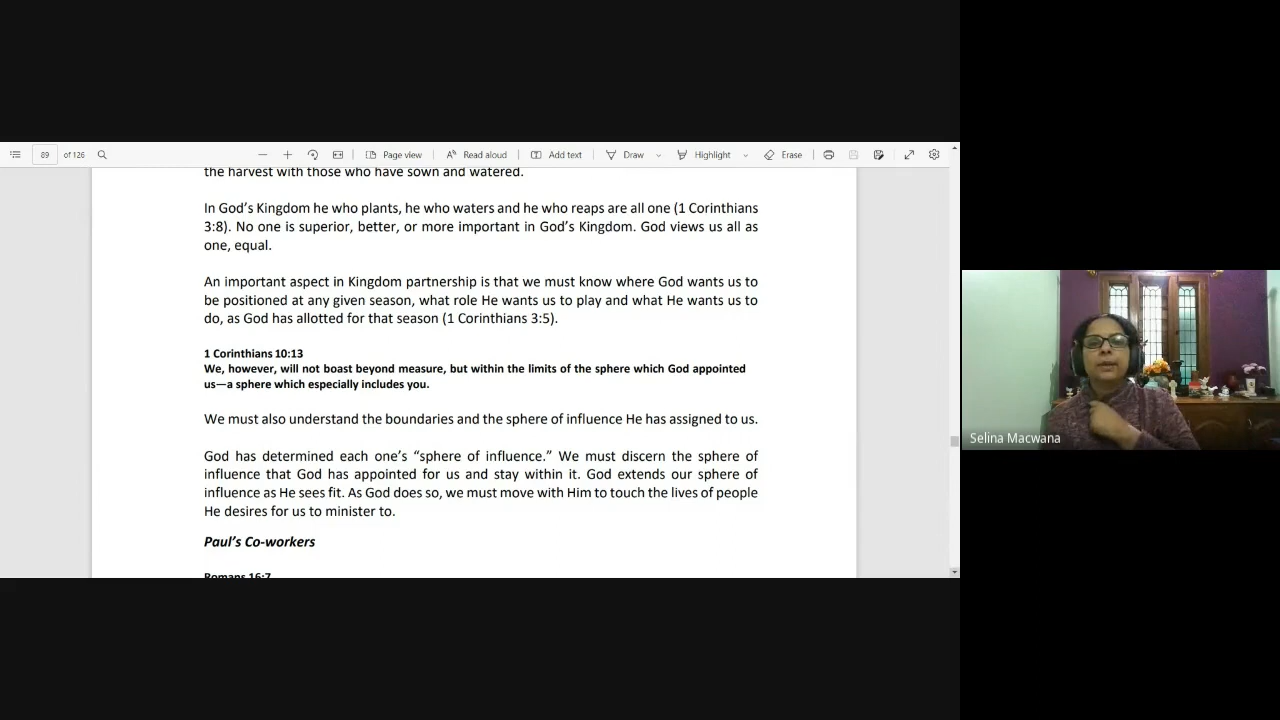 89 of 126 Page view Read aloud Add text Draw Highlight Erase
the harvest with those who have sown and watered.
In God's Kingdom he who plants, he who waters and he who reaps are all one (1 Corinthians
3:8). No one is superior, better, or more important in God's Kingdom. God views us all as
one, equal.
An important aspect in Kingdom partnership is that we must know where God wants us to
be positioned at any given season, what role He wants us to play and what He wants us to
do, as God has allotted for that season (1 Corinthians 3:5).
1 Corinthians 10:13
We, however, will not boast beyond measure, but within the limits of the sphere which God appointed
us—a sphere which especially includes you.
We must also understand the boundaries and the sphere of influence He has assigned to us.
God has determined each one's “sphere of influence.” We must discern the sphere of
influence that God has appointed for us and stay within it. God extends our sphere of
influence as He sees fit. As God does so, we must move with Him to touch the lives of people
He desires for us to minister to.
Paul's Co-workers
Romans 16:7
Selina Macwana